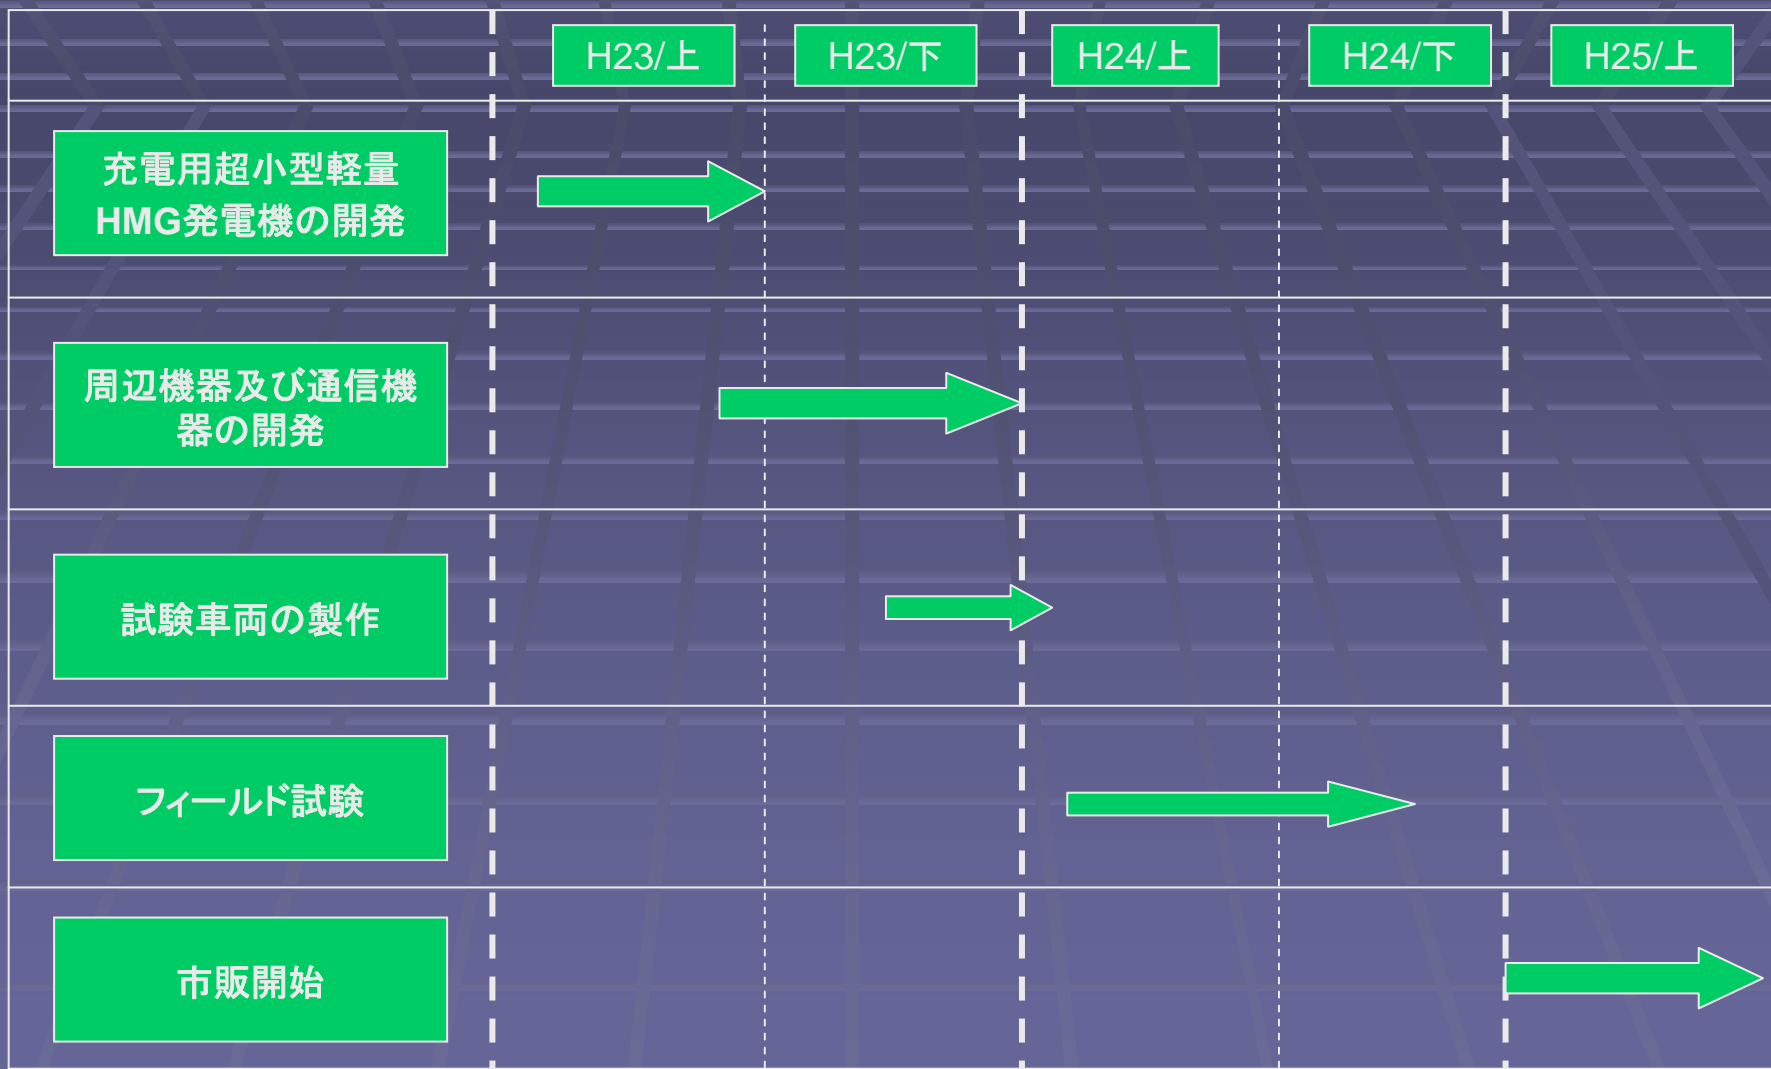 H23/上
H23/下
H24/上
H24/下
H25/上
充電用超小型軽量
HMG発電機の開発
周辺機器及び通信機
器の開発
試験車両の製作
フィールド試験
市販開始